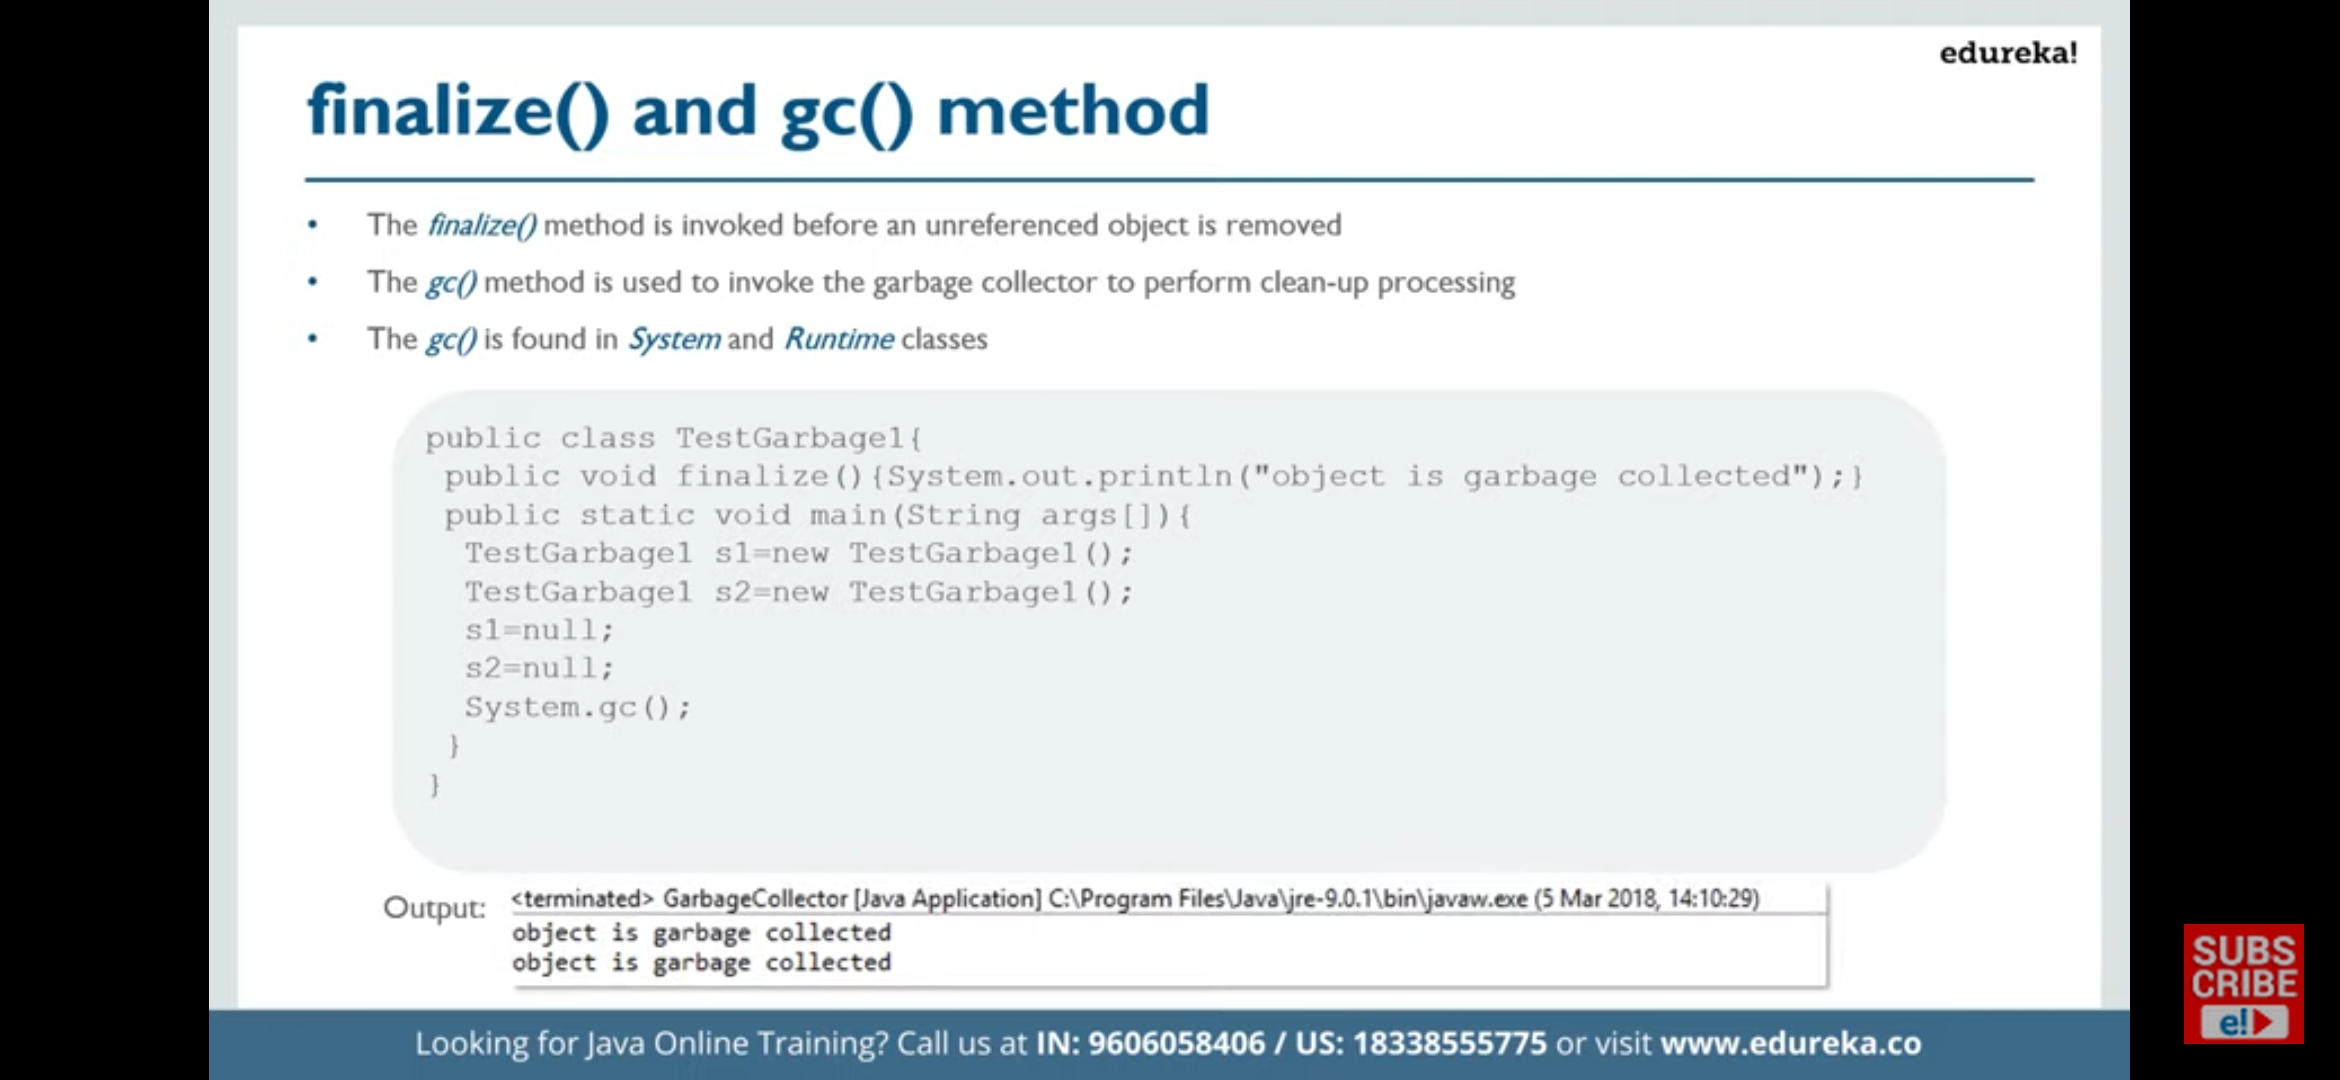 edureka!
finalize() and gc() method
• The finalize() method is invoked before an unreferenced object is removed
• The gc() method is used to invoke the garbage collector to perform clean-up processing
• The gc() is found in System and Runtime classes
public class TestGarbage1{
public void finalize(){System.out.println("object is garbage collected");}
public static void main(String args[]){
TestGarbage1 s1=new TestGarbage1();
TestGarbage1 s2=new TestGarbage1();
s1=null;
s2=null;
System.gc();
}
}
Output:
<terminated> GarbageCollector [Java Application] C:\Program Files\Java\jre-9.0.1\bin\javaw.exe (5 Mar 2018, 14:10:29)
object is garbage collected
object is garbage collected
SUBS
CRIBE
e!
Looking for Java Online Training? Call us at IN: 9606058406 / US: 18338555775 or visit www.edureka.co